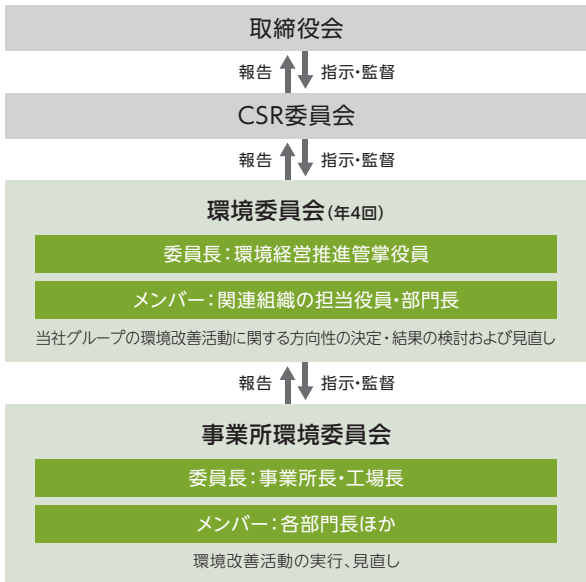 取締役会
報告 指示・監督
CSR委員会
報告 指示・監督
環境委員会(年4回)
委員長：環境経営推進管掌役員
メンバー：関連組織の担当役員・部門長
当社グループの環境改善活動に関する方向性の決定・結果の検討および見直し
報告 指示・監督
事業所環境委員会
委員長：事業所長・工場長
メンバー：各部門長ほか
環境改善活動の実行、見直し